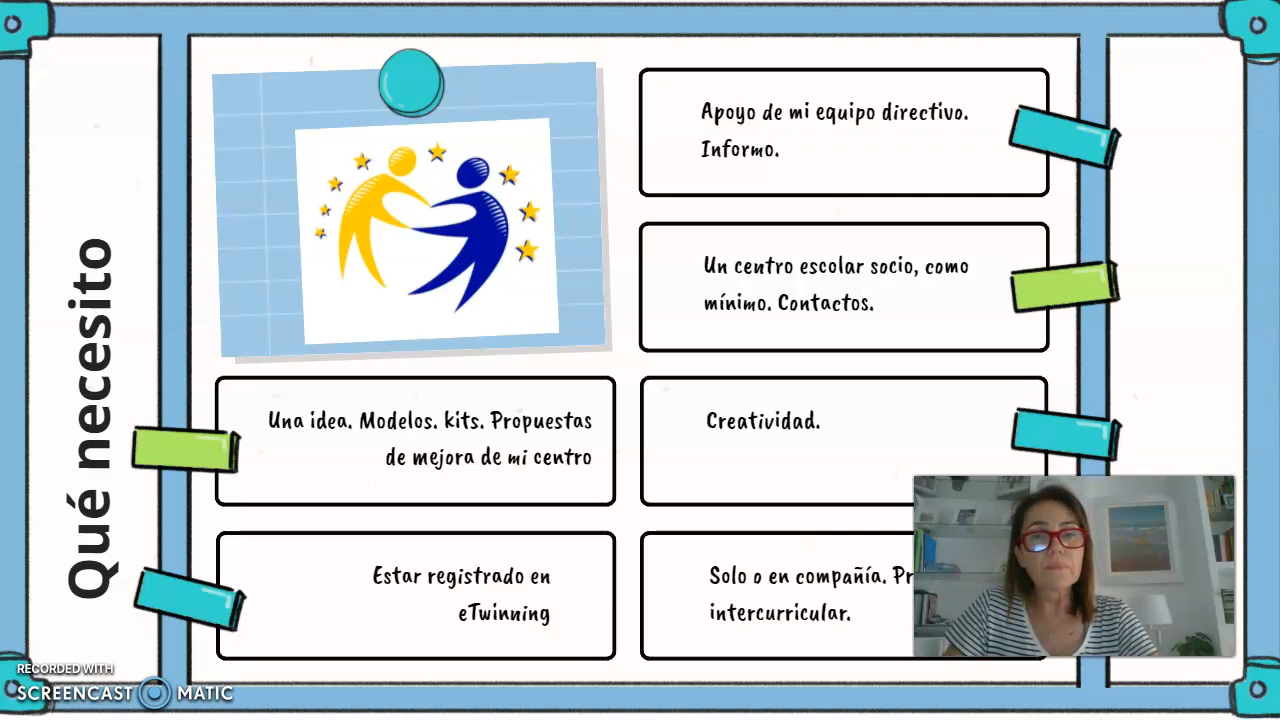 Qué necesito
Apoyo de mi equipo directivo.
Informo.
Un centro escolar socio, como
mínimo. Contactos.
Una idea. Modelos. kits. Propuestas
de mejora de mi centro
Creatividad.
Estar registrado en
eTwinning
Solo o en compañía.
intercurricular.
RECORDED WITH
SCREENCAST MATIC